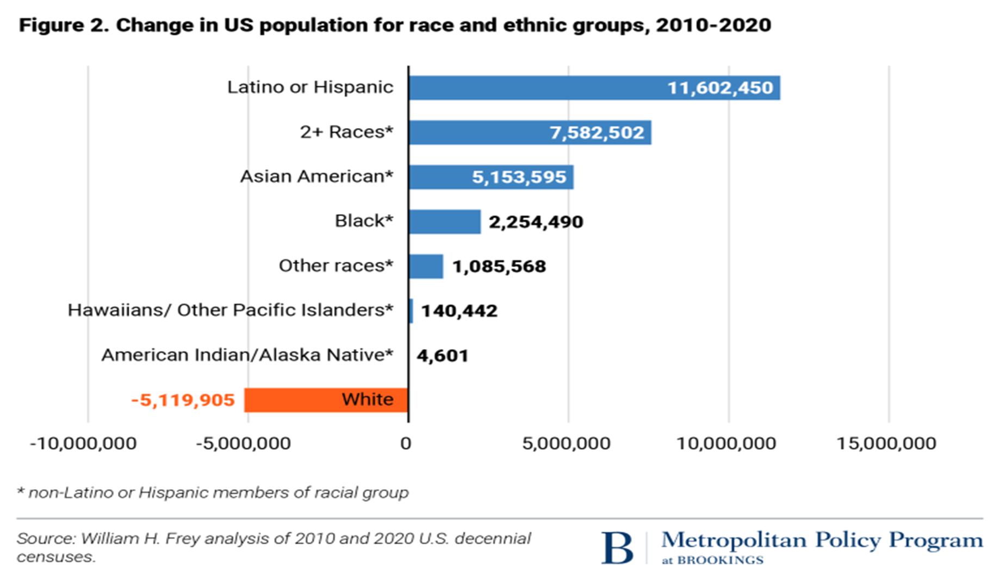 Figure 2. Change in US population for race and ethnic groups, 2010-2020
Latino or Hispanic 11,602,450
2+ Races* 7,582,502
Asian American* 5,153,595
Black* 2,254,490
Other races* 1,085,568
Hawaiians/ Other Pacific Islanders* 140,442
American Indian/Alaska Native* 4,601
-5,119,905 White
-10,000,000 -5,000,000 0 5,000,000 10,000,000 15,000,000
* non-Latino or Hispanic members of racial group
Source: William H. Frey analysis of 2010 and 2020 U.S. decennial
censuses.
B Metropolitan Policy Program
at BROOKINGS